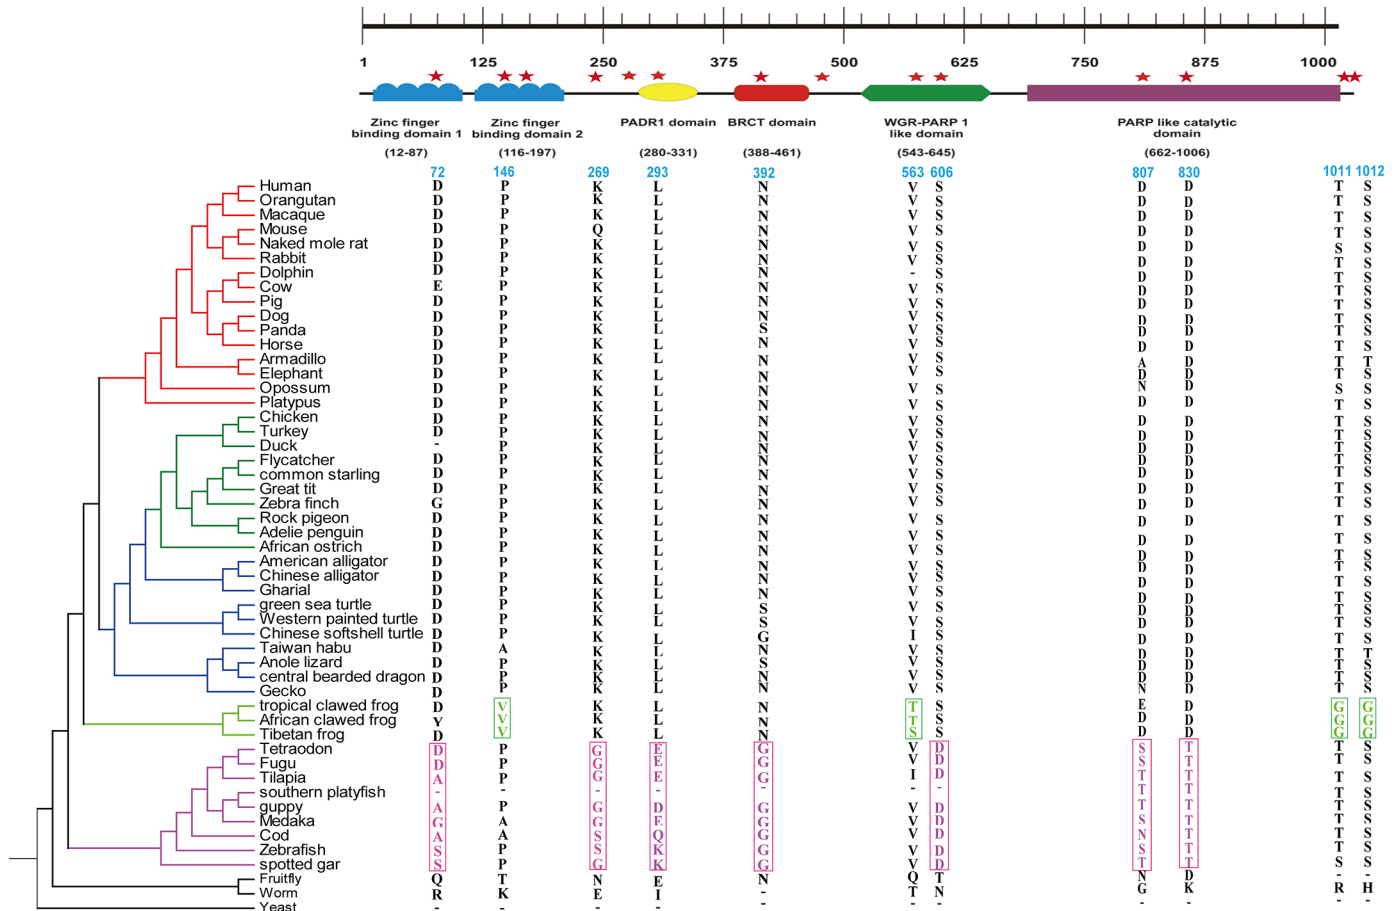 1 125 250 375 500 625 750 875 1000
Zinc finger binding domain 1
(12-87)
Zinc finger binding domain 2
(116-197)
PADR1 domain
(280-331)
BRCT domain
(388-461)
WGR-PARP 1 like domain
(543-645)
PARP like catalytic domain
(662-1006)
72 146 269 293 392 563 606 807 830 1011 1012
Human D P K L N V S D D T S
Orangutan D P K L N V S D D T S
Macaque D P K L N V S D D T S
Mouse D P Q L N V S D D T S
Naked mole rat D P K L N V S D D S S
Rabbit D P K L N V S D D T S
Dolphin D P K L N - S D D T S
Cow E P K L N V S D D T S
Pig D P K L N V S D D T S
Dog D P K L N V S D D T S
Panda D P K L S V S D D T S
Horse D P K L N V S D D T S
Armadillo D P K L N V S A D T T
Elephant D P K L N V S D D T S
Opossum D P K L N V S N D S S
Platypus D P K L N V S D D T S
Chicken D P K L N V S D D T S
Turkey D P K L N V S D D T S
Duck - P K L N V S D D T S
Flycatcher D P K L N V S D D T S
common starling D P K L N V S D D T S
Great tit D P K L N V S D D T S
Zebra finch G P K L N V S D D T S
Rock pigeon D P K L N V S D D T S
Adelie penguin D P K L N V S D D T S
African ostrich D P K L N V S D D T S
American alligator D P K L N V S D D T S
Chinese alligator D P K L N V S D D T S
Gharial D P K L N V S D D T S
green sea turtle D P K L S V S D D T S
Western painted turtle D P K L S V S D D T S
Chinese softshell turtle D P K L G I S D D T S
Taiwan habu D A K L N V S D D T T
Anole lizard D P K L S V S D D T S
central bearded dragon D P K L N V S D D T S
Gecko D P K L N V S N D T S
tropical clawed frog D V K L N T S E D G G
African clawed frog Y V K L N T S D D G G
Tibetan frog D V K L N S S D D G G
Tetraodon D P G E G V D S T T S
Fugu D P G E G V D S T T S
Tilapia A P G E G I D T T T S
southern platyfish - - - - - - - T T T S
guppy A P G D G V D T T T S
Medaka G A G E G V D S T T S
Cod A A S Q G V D N T T S
Zebrafish S P S K G V D S T T S
spotted gar S P G K G V D T T S S
Fruitfly Q T N E N Q T N D - -
Worm R K E I - T N G K R H
Yeast - - - - - - - - - - -